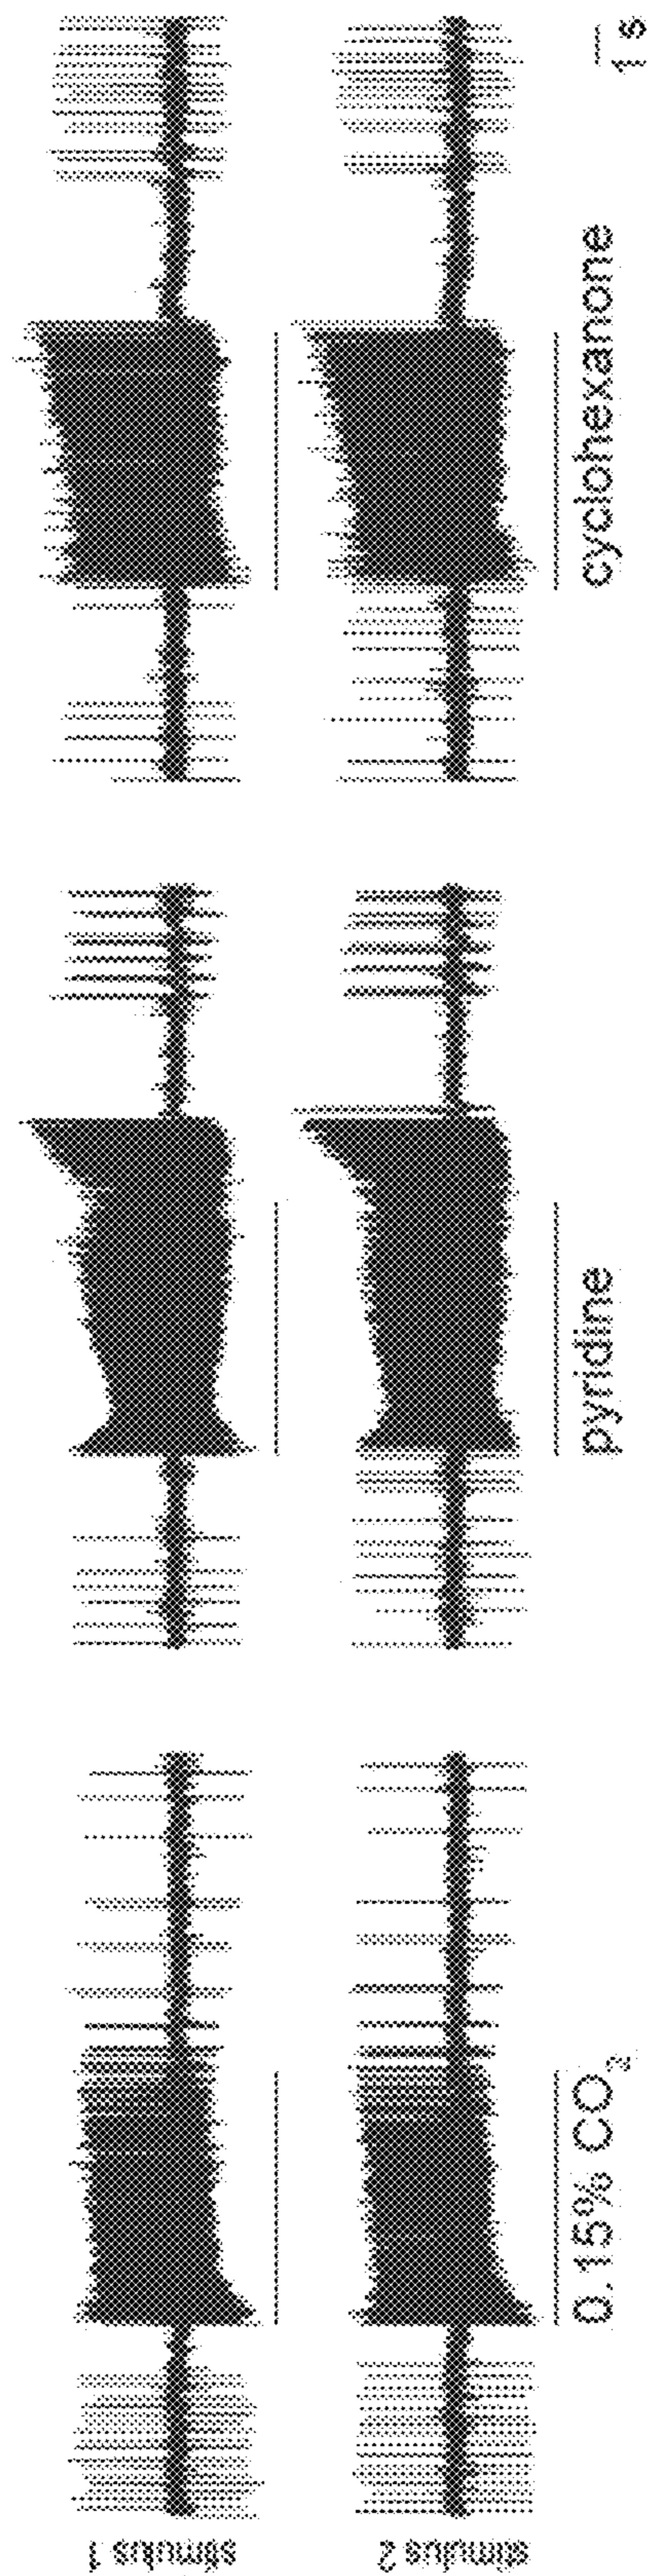 stimulus 1
stimulus 2
0.15% CO₂
pyridine
cyclohexanone
1 s